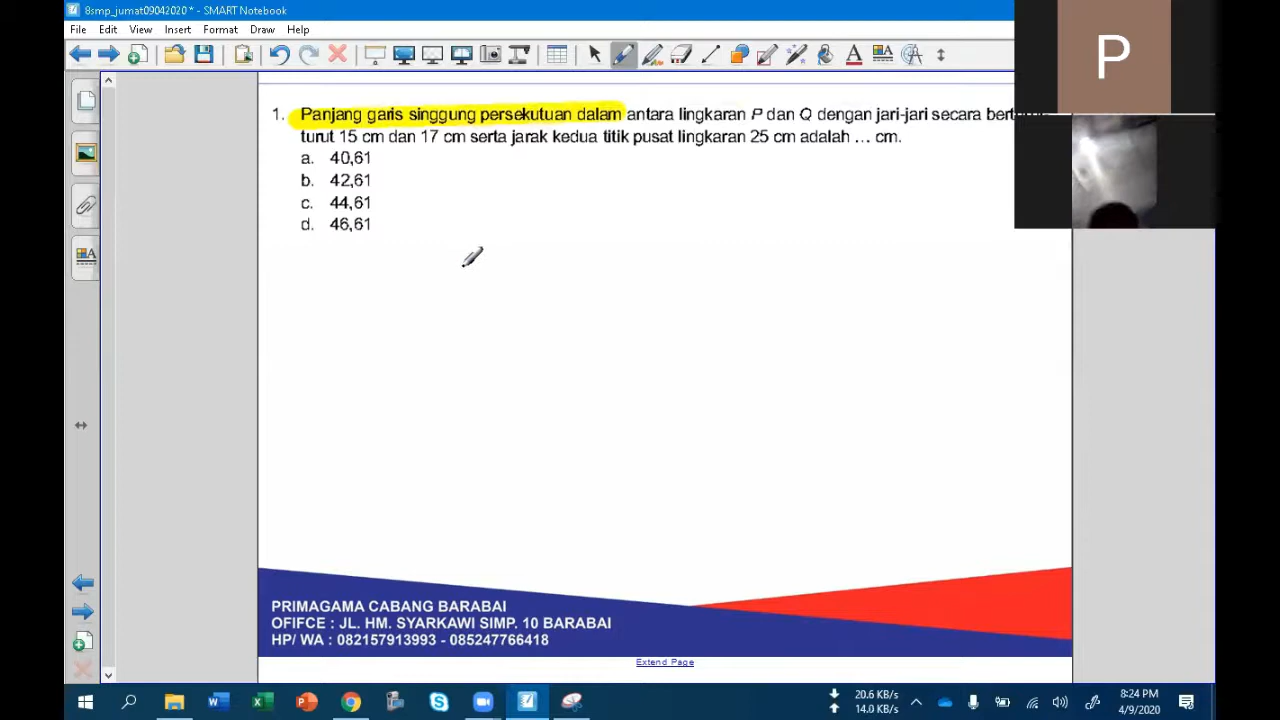 8smp_jumat09042020 * - SMART Notebook
File Edit View Insert Format Draw Help
P
1. Panjang garis singgung persekutuan dalam antara lingkaran P dan Q dengan jari-jari secara
turut 15 cm dan 17 cm serta jarak kedua titik pusat lingkaran 25 cm adalah ... cm.
a. 40,61
b. 42,61
c. 44,61
d. 46,61
PRIMAGAMA CABANG BARABAI
OFIFCE : JL. HM. SYARKAWI SIMP. 10 BARABAI
HP/ WA : 082157913993 - 085247766418
Extend Page
20.6 KB/s
14.0 KB/s
8:24 PM
4/9/2020